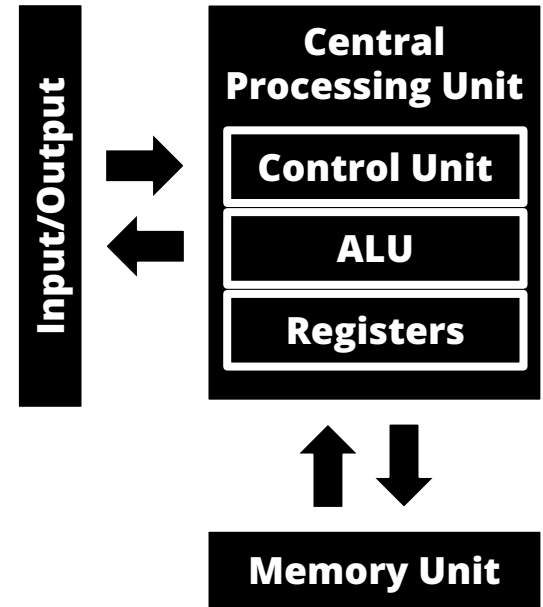 Input/Output
Central
Processing Unit
Control Unit
ALU
Registers
Memory Unit